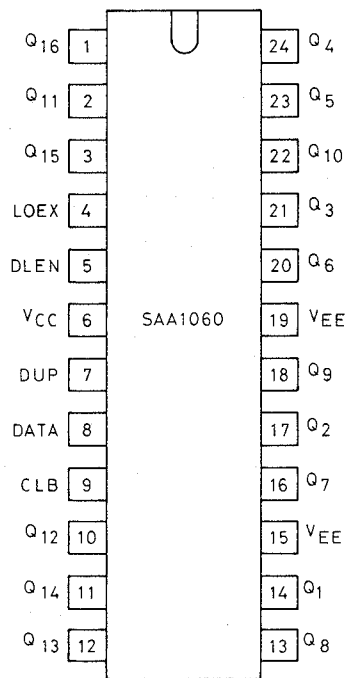 Q16 1 24 Q4
Q11 2 23 Q5
Q15 3 22 Q10
LOEX 4 21 Q3
DLEN 5 20 Q6
VCC 6 SAA1060 19 VEE
DUP 7 18 Q9
DATA 8 17 Q2
CLB 9 16 Q7
Q12 10 15 VEE
Q14 11 14 Q1
Q13 12 13 Q8